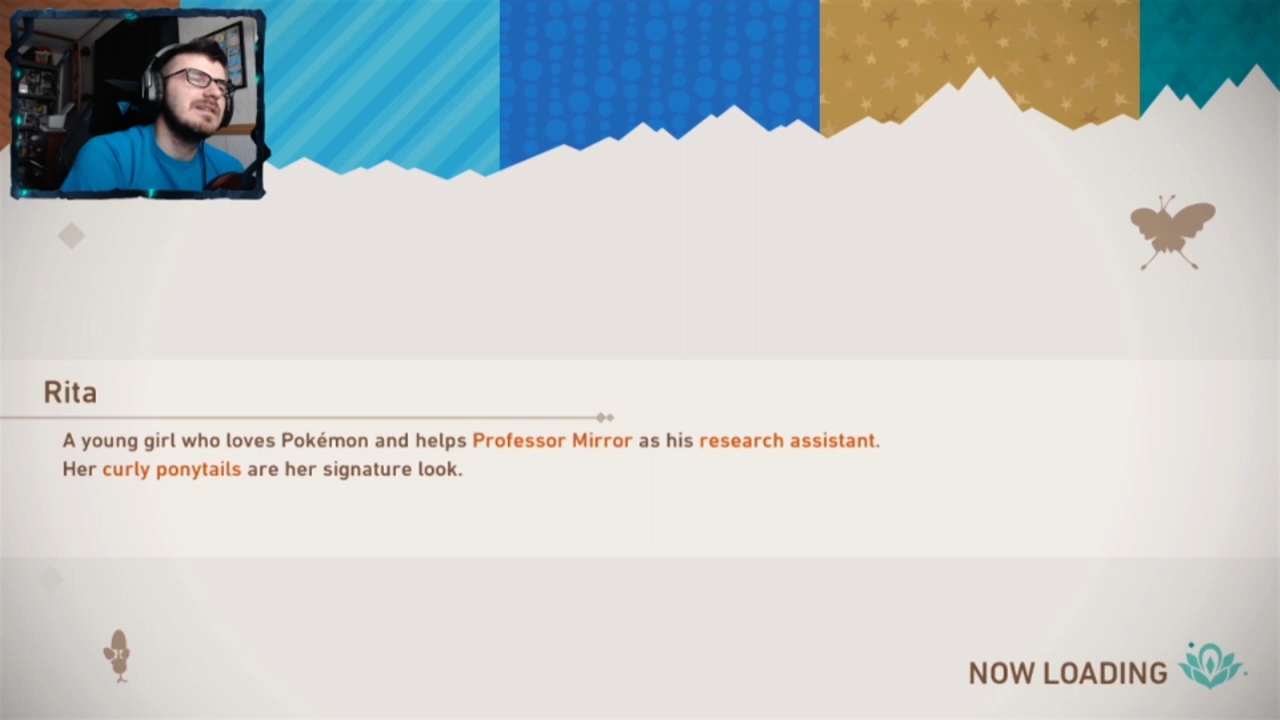 Rita
A young girl who loves Pokémon and helps Professor Mirror as his research assistant.
Her curly ponytails are her signature look.
NOW LOADING